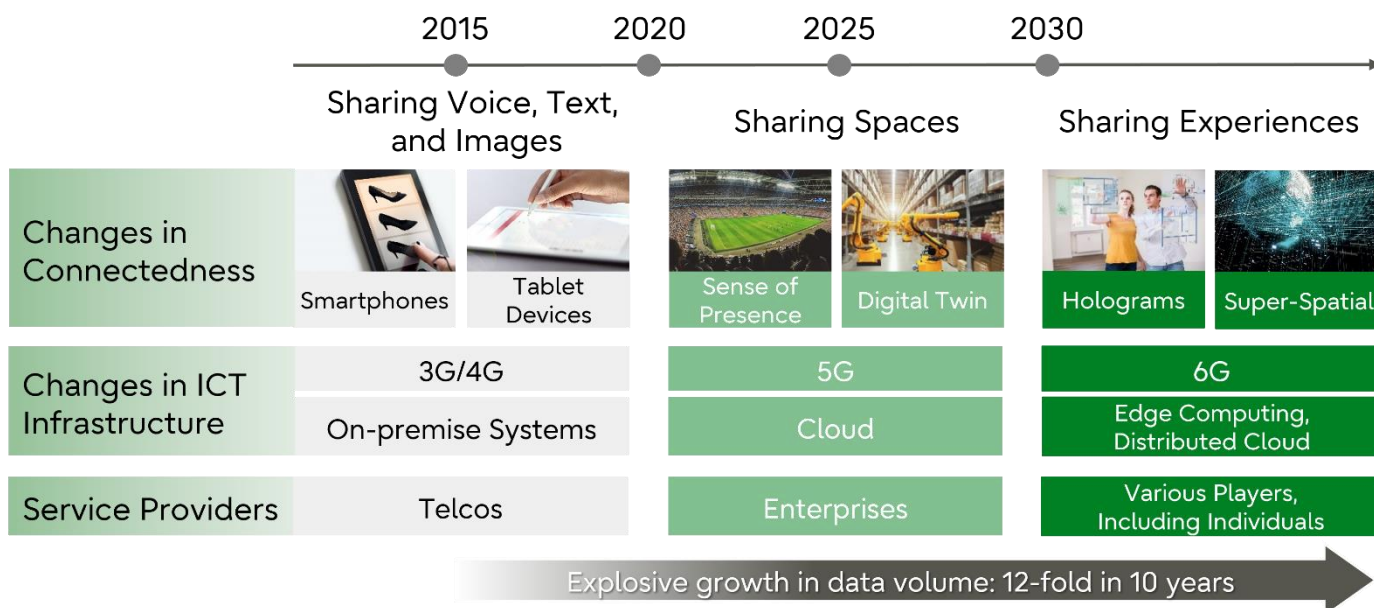 2015 2020 2025 2030
Sharing Voice, Text,
and Images
Sharing Spaces
Sharing Experiences
Changes in
Connectedness
Smartphones
Tablet
Devices
Sense of
Presence
Digital Twin
Holograms
Super-Spatial
Changes in ICT
Infrastructure
3G/4G
5G
6G
On-premise Systems
Cloud
Edge Computing,
Distributed Cloud
Service Providers
Telcos
Enterprises
Various Players,
Including Individuals
Explosive growth in data volume: 12-fold in 10 years